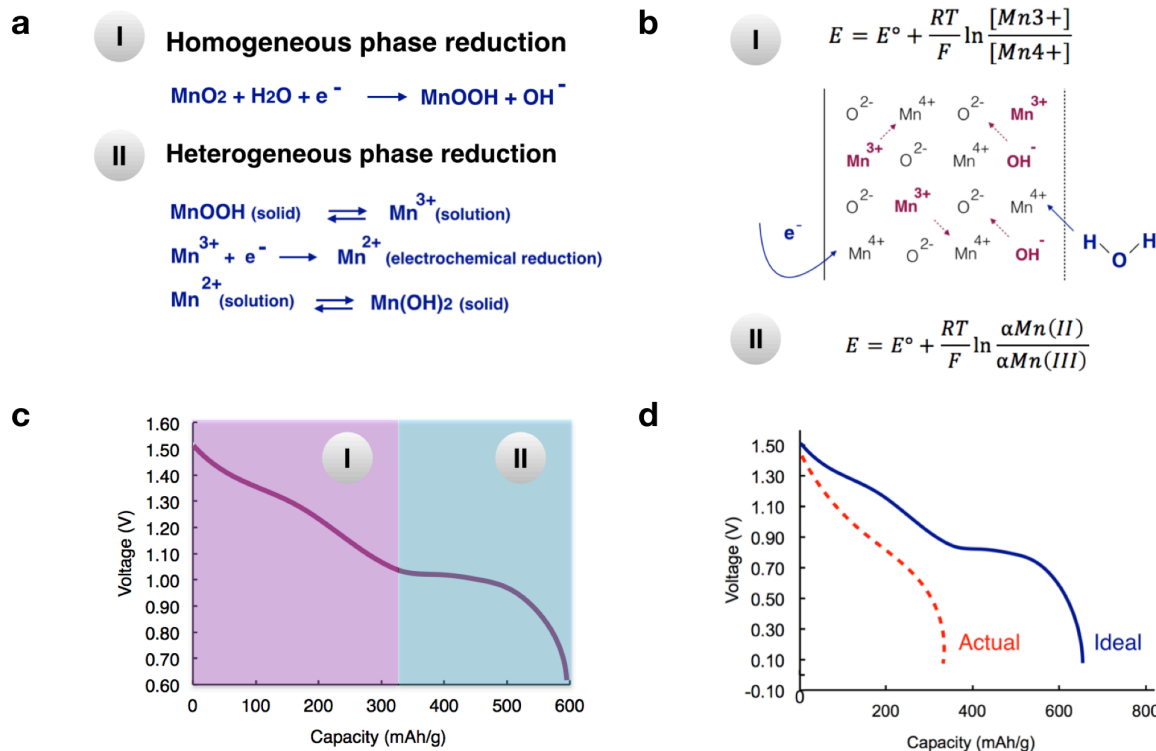 a
I Homogeneous phase reduction
MnO2 + H2O + e⁻ ⟶ MnOOH + OH⁻
II Heterogeneous phase reduction
MnOOH (solid) ⇌ Mn³⁺ (solution)
Mn³⁺ + e⁻ ⟶ Mn²⁺ (electrochemical reduction)
Mn²⁺ (solution) ⇌ Mn(OH)2 (solid)
b
I E = E° + RT/F ln [Mn3+]/[Mn4+]
O²⁻ Mn⁴⁺ O²⁻ Mn³⁺
Mn³⁺ O²⁻ Mn⁴⁺ OH⁻
O²⁻ Mn³⁺ O²⁻ Mn⁴⁺
e⁻ H H
Mn⁴⁺ O²⁻ Mn⁴⁺ OH⁻ O
II E = E° + RT/F ln αMn(II)/αMn(III)
c
Voltage (V)
1.60
1.50
1.40
1.30
1.20
1.10
1.00
0.90
0.80
0.70
0.60
I II
0 100 200 300 400 500 600
Capacity (mAh/g)
d
Voltage (V)
1.50
1.30
1.10
0.90
0.70
0.50
0.30
0.10
-0.10
Actual Ideal
0 200 400 600 800
Capacity (mAh/g)